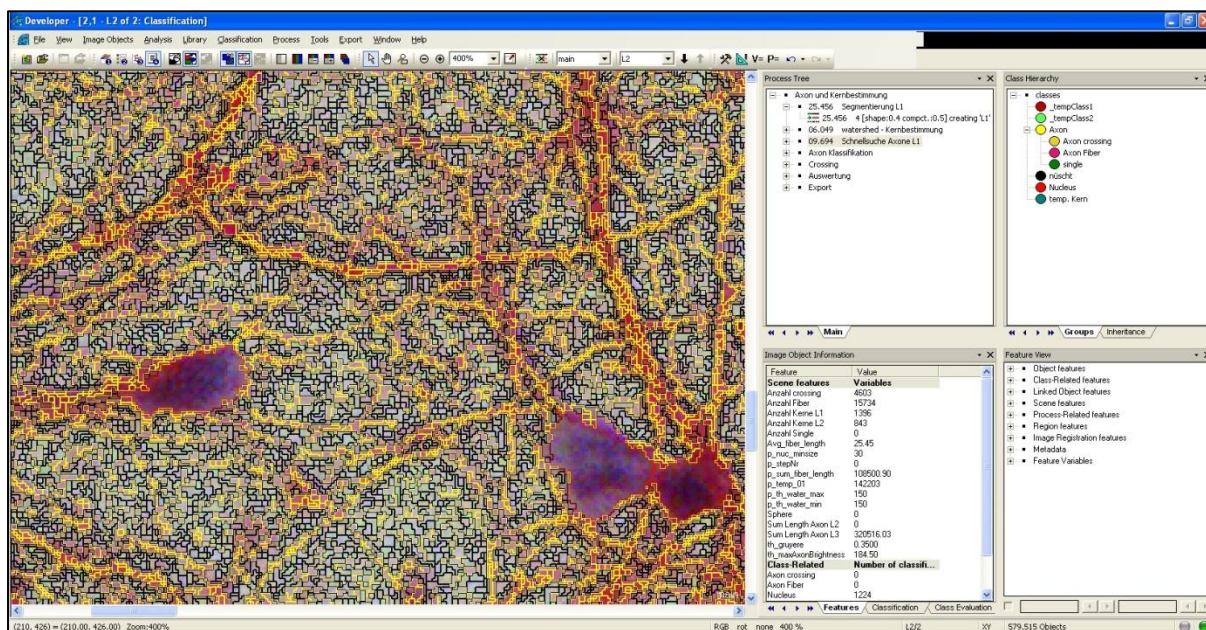 Developer - [2,1 - L2 of 2: Classification]
File View Image Objects Analysis Library Classification Process Tools Export Window Help
400% main L2 V= P=
Process Tree
Axon und Kernbestimmung
25.456 Segmentierung L1
25.456 4 [shape:0.4 compct.:0.5] creating 'L1'
06.049 watershed - Kernbestimmung
09.694 Schnellsuche Axone L1
Axon Klassifikation
Crossing
Auswertung
Export
Main
Class Hierarchy
classes
_tempClass1
_tempClass2
Axon
Axon crossing
Axon Fiber
single
nüscht
Nucleus
temp. Kern
Groups Inheritance
Image Object Information
Feature Value
Scene features Variables
Anzahl crossing 4603
Anzahl Fiber 15734
Anzahl Kerne L1 1396
Anzahl Kerne L2 843
Anzahl Single 0
Avg_fiber_length 25.45
p_nuc_minsize 30
p_stepNr 0
p_sum_fiber_length 108500.90
p_temp_01 142203
p_th_water_max 150
p_th_water_min 150
Sphere 0
Sum Length Axon L2 0
Sum Length Axon L3 320516.03
th_gruyere 0.3500
th_maxAxonBrightness 184.50
Class-Related Number of classifi...
Axon crossing 0
Axon Fiber 0
Nucleus 1224
Features Classification Class Evaluation
Feature View
Object features
Class-Related features
Linked Object features
Scene features
Process-Related features
Region features
Image Registration features
Metadata
Feature Variables
main
(210, 426) = (210.00, 426.00) Zoom:400% RGB rot none 400 % L2/2 XY 579.515 Objects